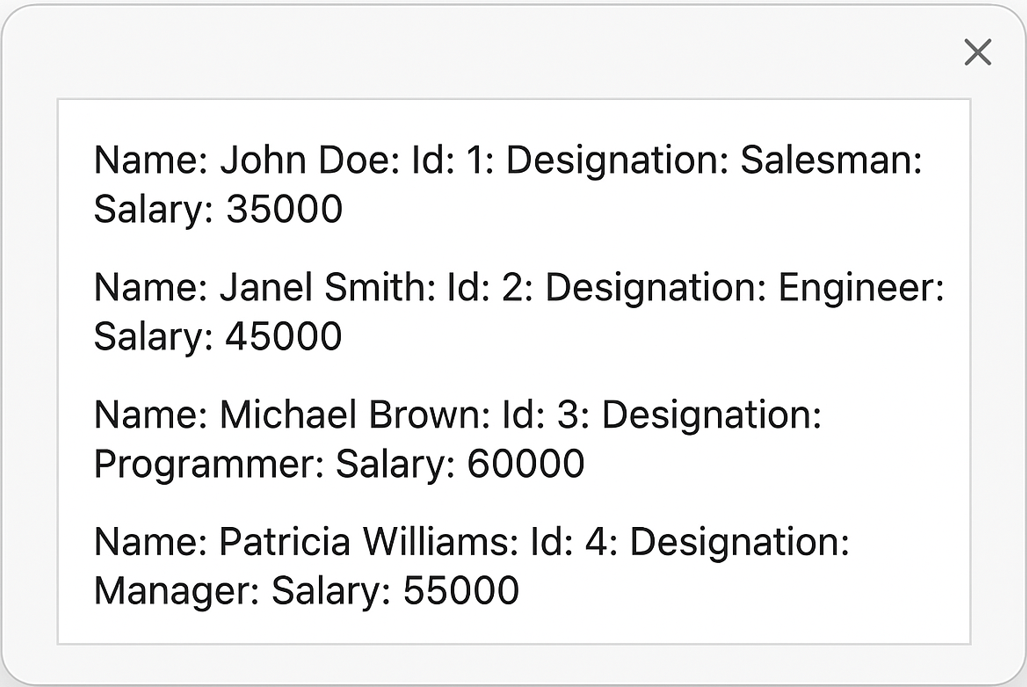 Name: John Doe: Id: 1: Designation: Salesman:
Salary: 35000
Name: Janel Smith: Id: 2: Designation: Engineer:
Salary: 45000
Name: Michael Brown: Id: 3: Designation:
Programmer: Salary: 60000
Name: Patricia Williams: Id: 4: Designation:
Manager: Salary: 55000